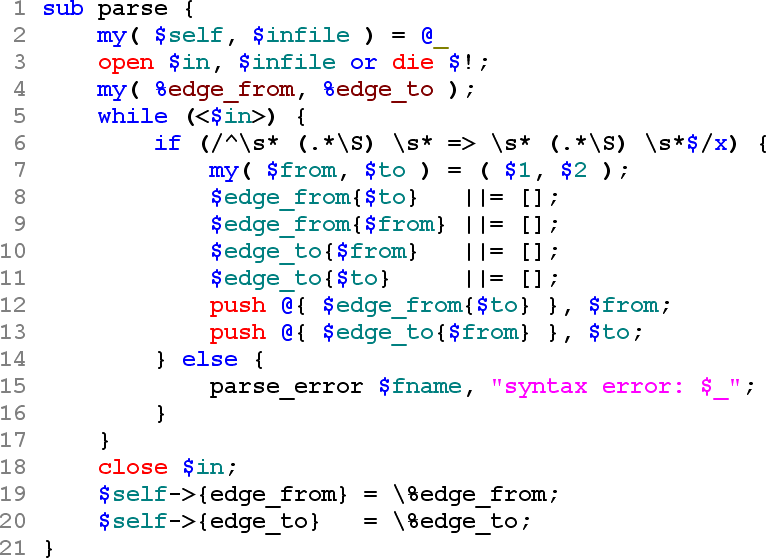 1 sub parse {
2     my( $self, $infile ) = @_
3     open $in, $infile or die $!;
4     my( %edge_from, %edge_to );
5     while (<$in>) {
6         if (/^\s* (.*\S) \s* => \s* (.*\S) \s*$/x) {
7             my( $from, $to ) = ( $1, $2 );
8             $edge_from{$to}   ||= [];
9             $edge_from{$from} ||= [];
10             $edge_to{$from}   ||= [];
11             $edge_to{$to}     ||= [];
12             push @{ $edge_from{$to} }, $from;
13             push @{ $edge_to{$from} }, $to;
14         } else {
15             parse_error $fname, "syntax error: $_";
16         }
17     }
18     close $in;
19     $self->{edge_from} = \%edge_from;
20     $self->{edge_to}   = \%edge_to;
21 }